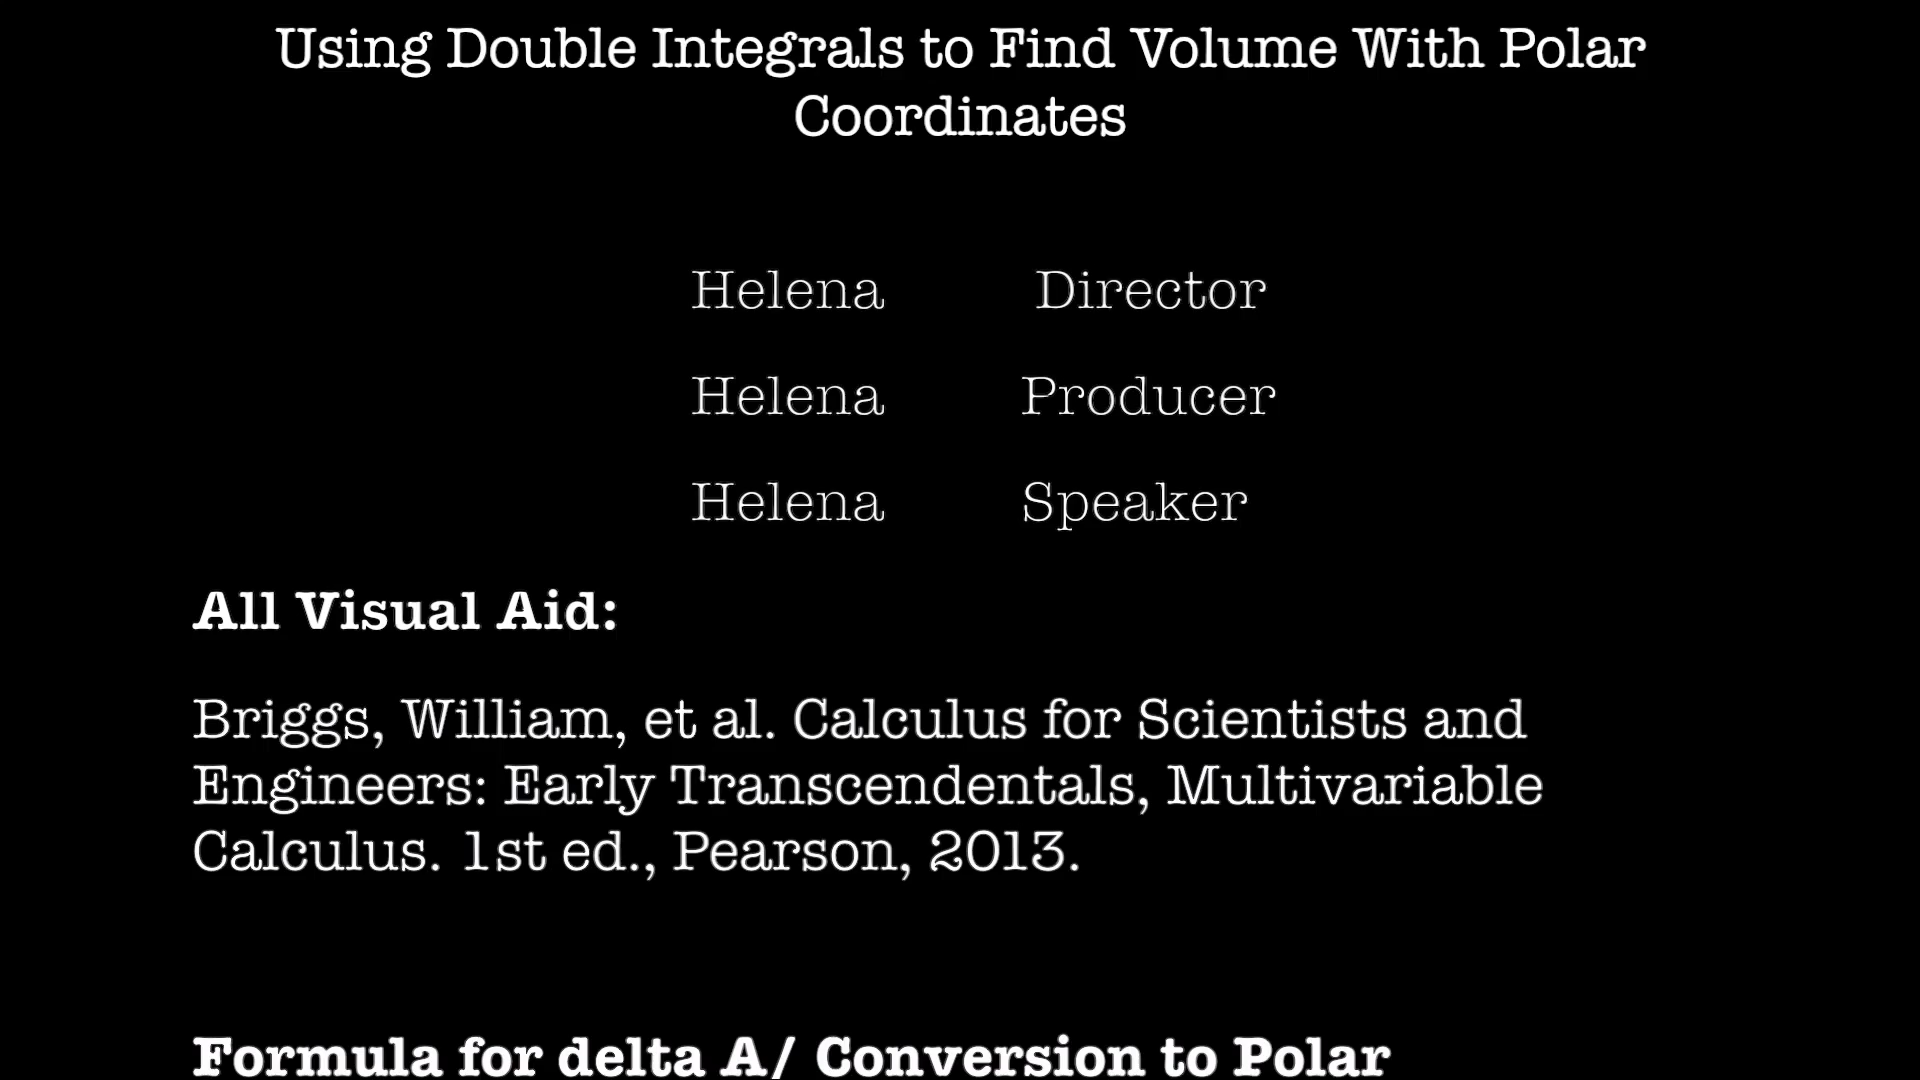 Using Double Integrals to Find Volume With Polar
Coordinates
Helena Director
Helena Producer
Helena Speaker
All Visual Aid:
Briggs, William, et al. Calculus for Scientists and
Engineers: Early Transcendentals, Multivariable
Calculus. 1st ed., Pearson, 2013.
Formula for delta A/ Conversion to Polar